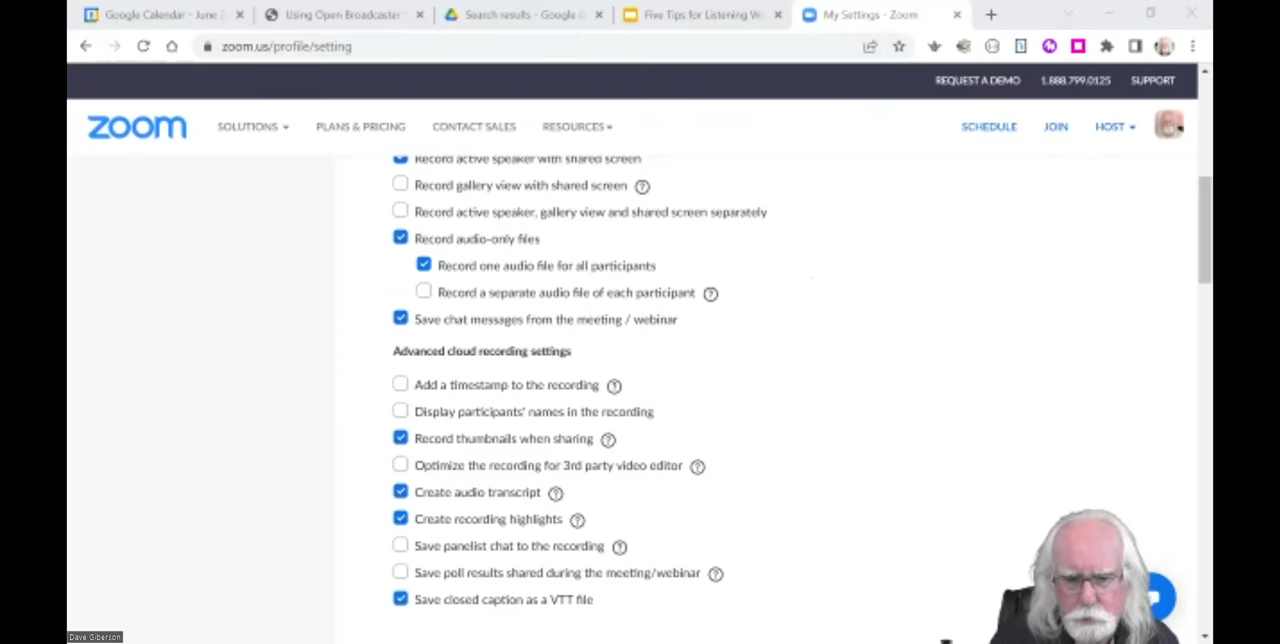 Google Calendar - June 2
Using Open Broadcaster
Search results - Google D
Five Tips for Listening W
My Settings - Zoom
zoom.us/profile/setting
REQUEST A DEMO 1.888.799.0125 SUPPORT
zoom SOLUTIONS PLANS & PRICING CONTACT SALES RESOURCES SCHEDULE JOIN HOST
Record active speaker with shared screen
Record gallery view with shared screen
Record active speaker, gallery view and shared screen separately
Record audio-only files
Record one audio file for all participants
Record a separate audio file of each participant
Save chat messages from the meeting / webinar
Advanced cloud recording settings
Add a timestamp to the recording
Display participants' names in the recording
Record thumbnails when sharing
Optimize the recording for 3rd party video editor
Create audio transcript
Create recording highlights
Save panelist chat to the recording
Save poll results shared during the meeting/webinar
Save closed caption as a VTT file
Dave Giberson